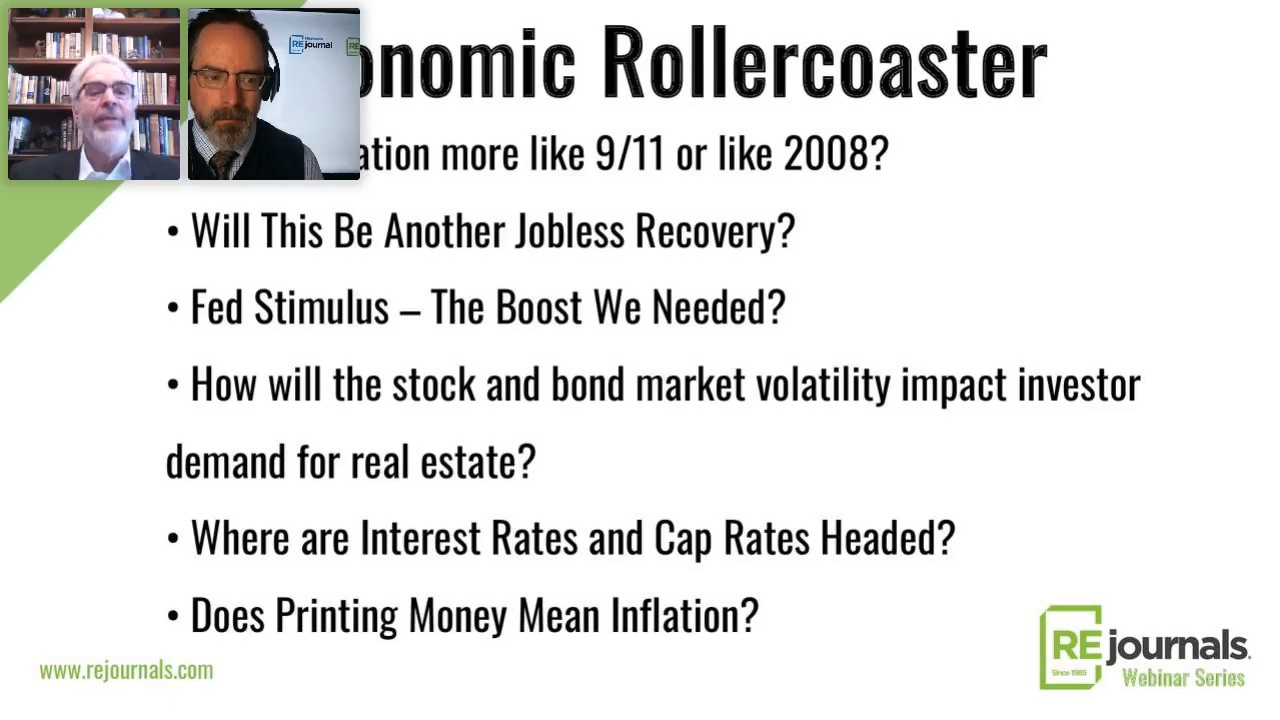 REjournal RE
onomic Rollercoaster
ation more like 9/11 or like 2008?
• Will This Be Another Jobless Recovery?
• Fed Stimulus – The Boost We Needed?
• How will the stock and bond market volatility impact investor
demand for real estate?
• Where are Interest Rates and Cap Rates Headed?
• Does Printing Money Mean Inflation?
www.rejournals.com
REjournals.
Since 1985
Webinar Series